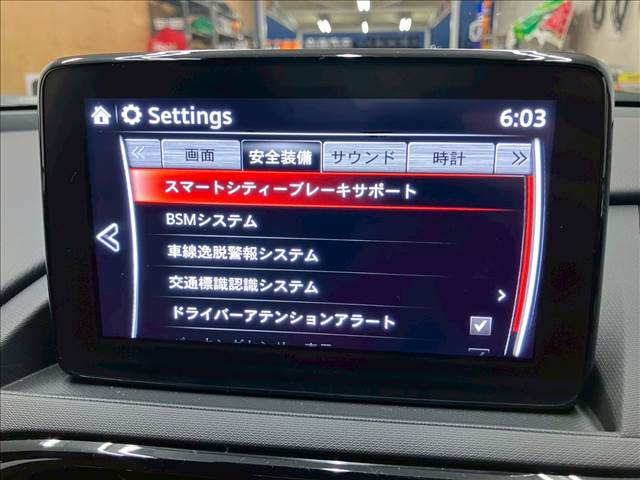 Settings 6:03
画面 安全装備 サウンド 時計
スマートシティーブレーキサポート
BSMシステム
車線逸脱警報システム
交通標識認識システム
ドライバーアテンションアラート